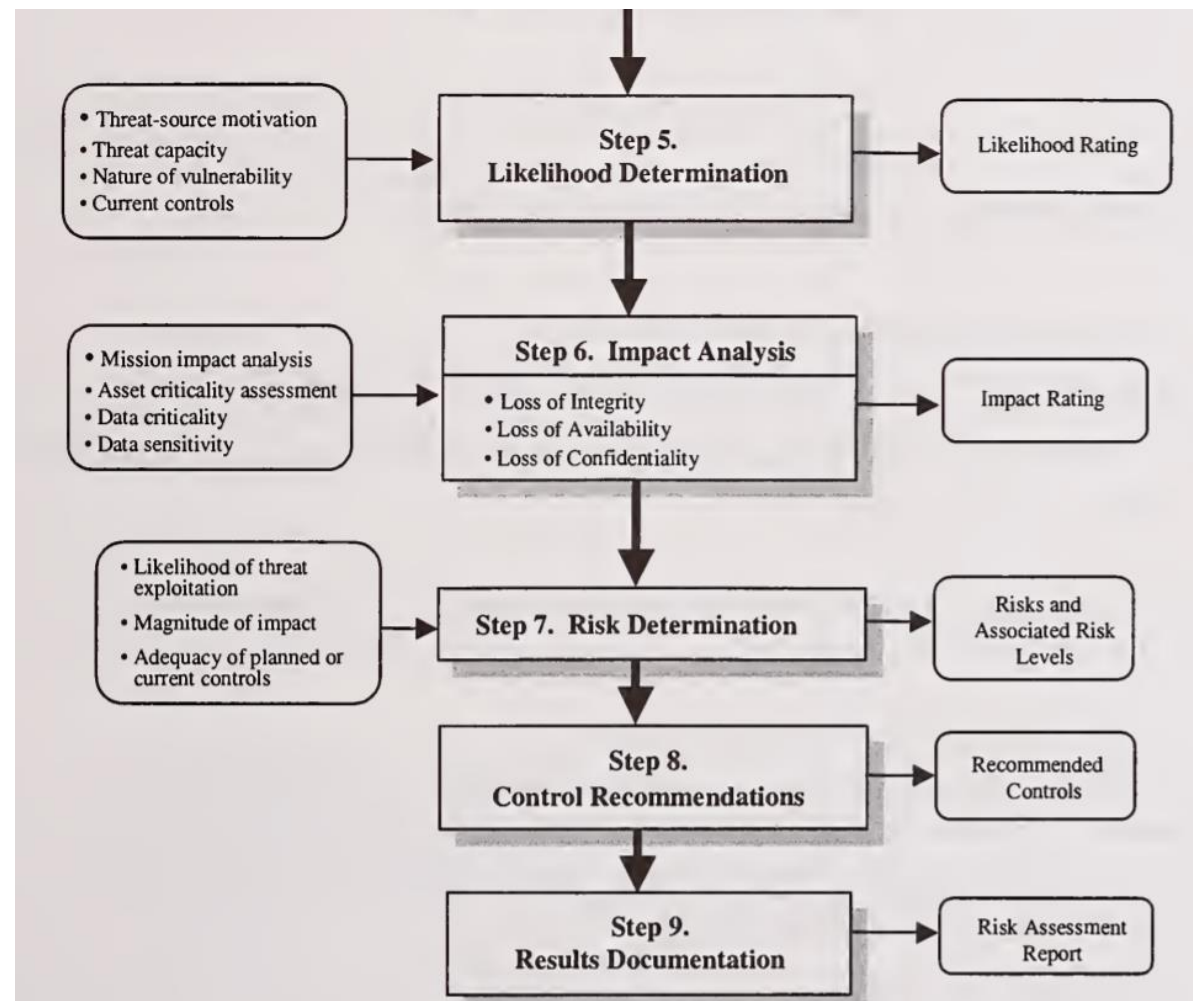 • Threat-source motivation
• Threat capacity
• Nature of vulnerability
• Current controls
Step 5.
Likelihood Determination
Likelihood Rating
• Mission impact analysis
• Asset criticality assessment
• Data criticality
• Data sensitivity
Step 6. Impact Analysis
• Loss of Integrity
• Loss of Availability
• Loss of Confidentiality
Impact Rating
• Likelihood of threat
exploitation
• Magnitude of impact
• Adequacy of planned or
current controls
Step 7. Risk Determination
Risks and
Associated Risk
Levels
Step 8.
Control Recommendations
Recommended
Controls
Step 9.
Results Documentation
Risk Assessment
Report